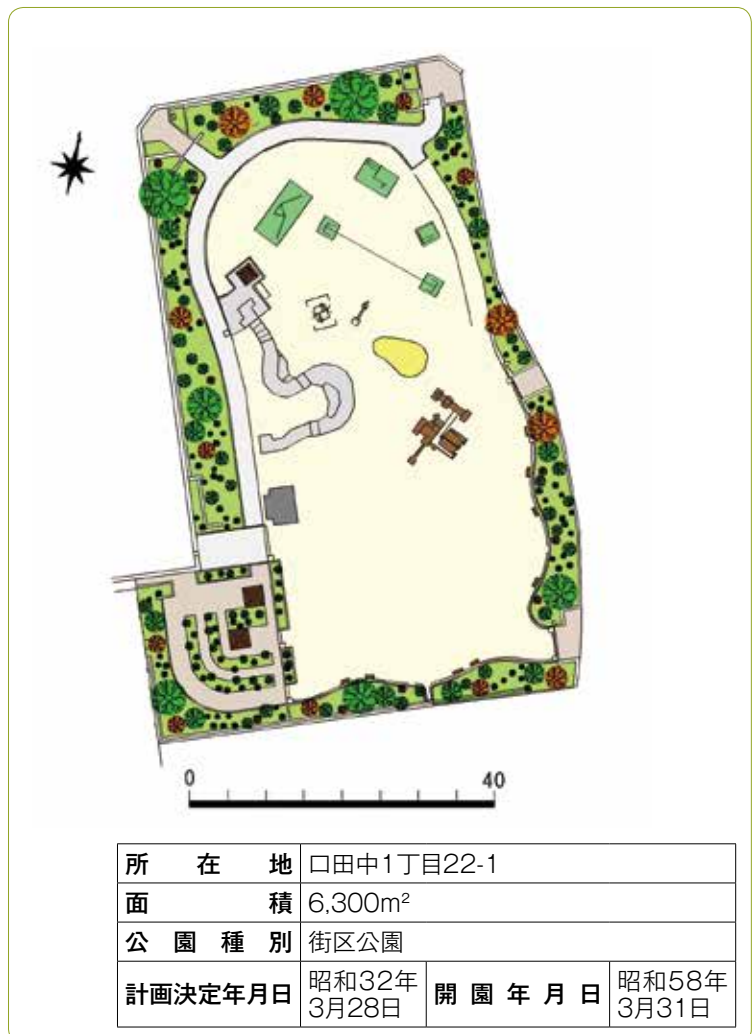 0 40
所在地 口田中1丁目22-1
面積 6,300m²
公園種別 街区公園
計画決定年月日 昭和32年3月28日 開園年月日 昭和58年3月31日